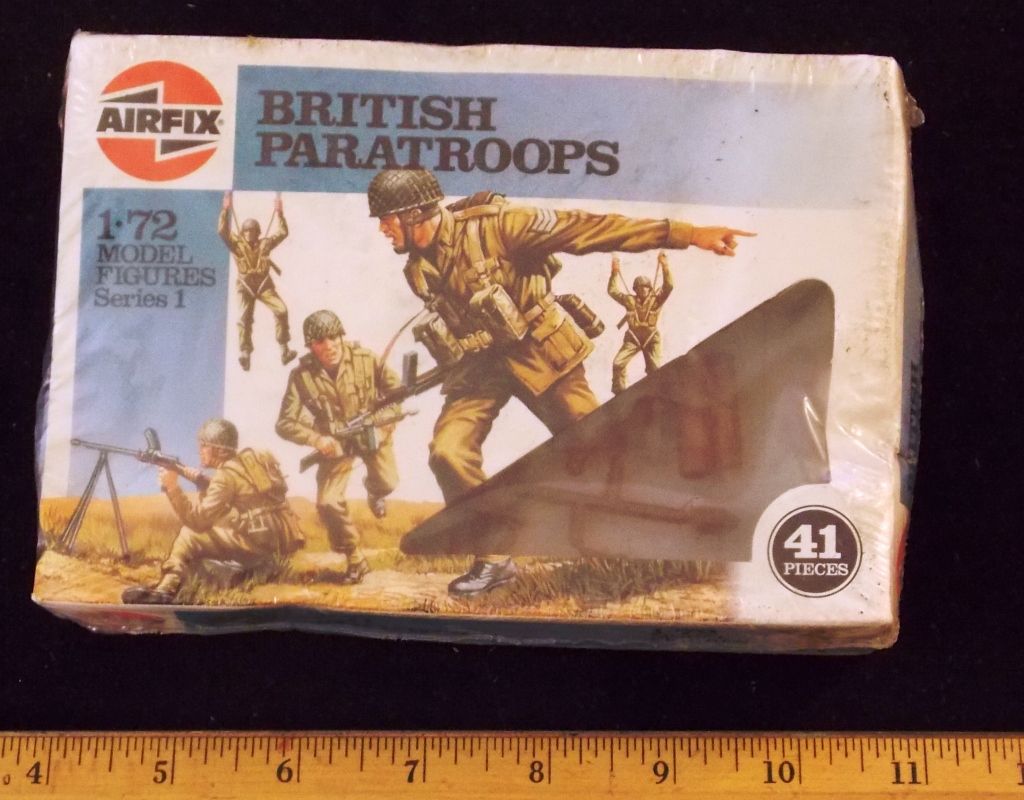 AIRFIX
BRITISH
PARATROOPS
1·72
MODEL
FIGURES
Series 1
41
PIECES
4 5 6 7 8 9 10 11